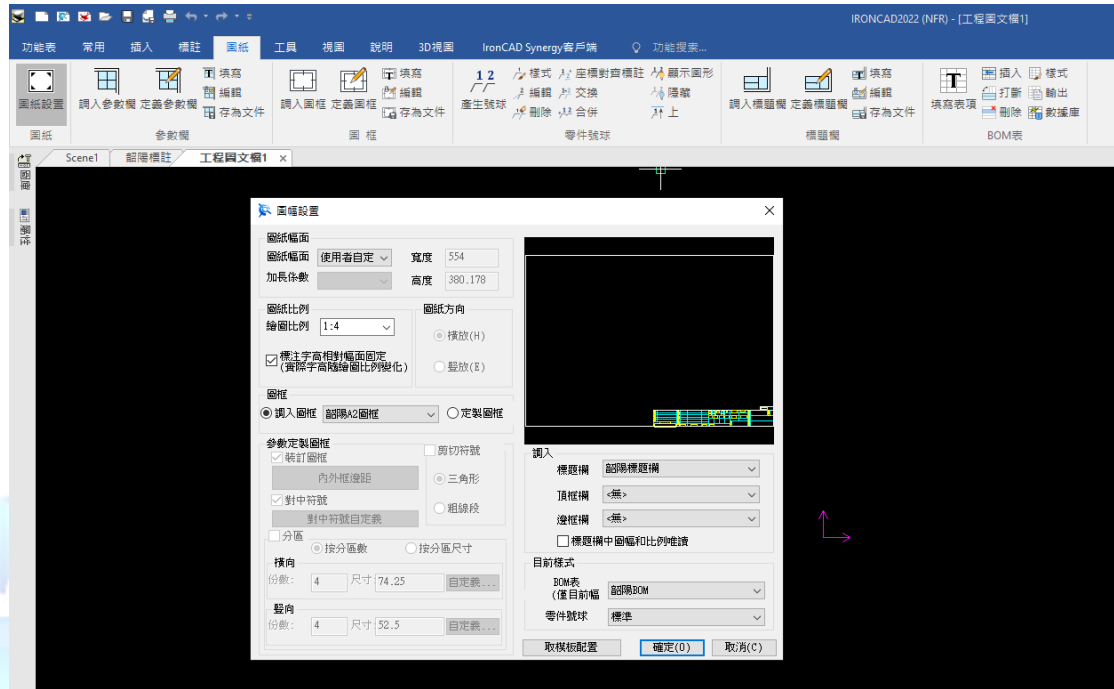 IRONCAD2022 (NFR) - [工程圖文檔1]
功能表 常用 插入 標註 圖紙 工具 視圖 說明 3D視圖 IronCAD Synergy客戶端 功能搜索...
填寫 填寫 1 2 樣式 座標對齊標註 顯示圖形 填寫 插入 樣式
圖紙設置 調入參數欄 定義參數欄 編輯 調入圖框 定義圖框 編輯 產生號球 編輯 交換 隱藏 調入標題欄 定義標題欄 編輯 填寫表項 打斷 輸出
存為文件 存為文件 刪除 合併 上 存為文件 刪除 數據庫
圖紙 參數欄 圖 框 零件號球 標題欄 BOM表
Scene1 韶陽標註 工程圖文檔1 ×
圖庫
屬性
圖幅設置
圖紙幅面
圖紙幅面 使用者自定 寬度 554
加長係數 高度 380.178
圖紙比例 圖紙方向
繪圖比例 1:4
橫放(H)
標注字高相對幅面固定
(實際字高隨繪圖比例變化)
豎放(E)
圖框
調入圖框 韶陽A2圖框 定製圖框
參數定製圖框
裝訂圖框 剪切符號
內外框邊距 三角形
對中符號
對中符號自定義 粗線段
分區
按分區數 按分區尺寸
橫向
份數: 4 尺寸: 74.25 自定義...
豎向
份數: 4 尺寸: 52.5 自定義...
調入
標題欄 韶陽標題欄
頂框欄 <無>
邊框欄 <無>
標題欄中圖幅和比例唯讀
目前樣式
BOM表
(僅目前幅 韶陽BOM
零件號球 標準
取模板配置 確定(O) 取消(C)